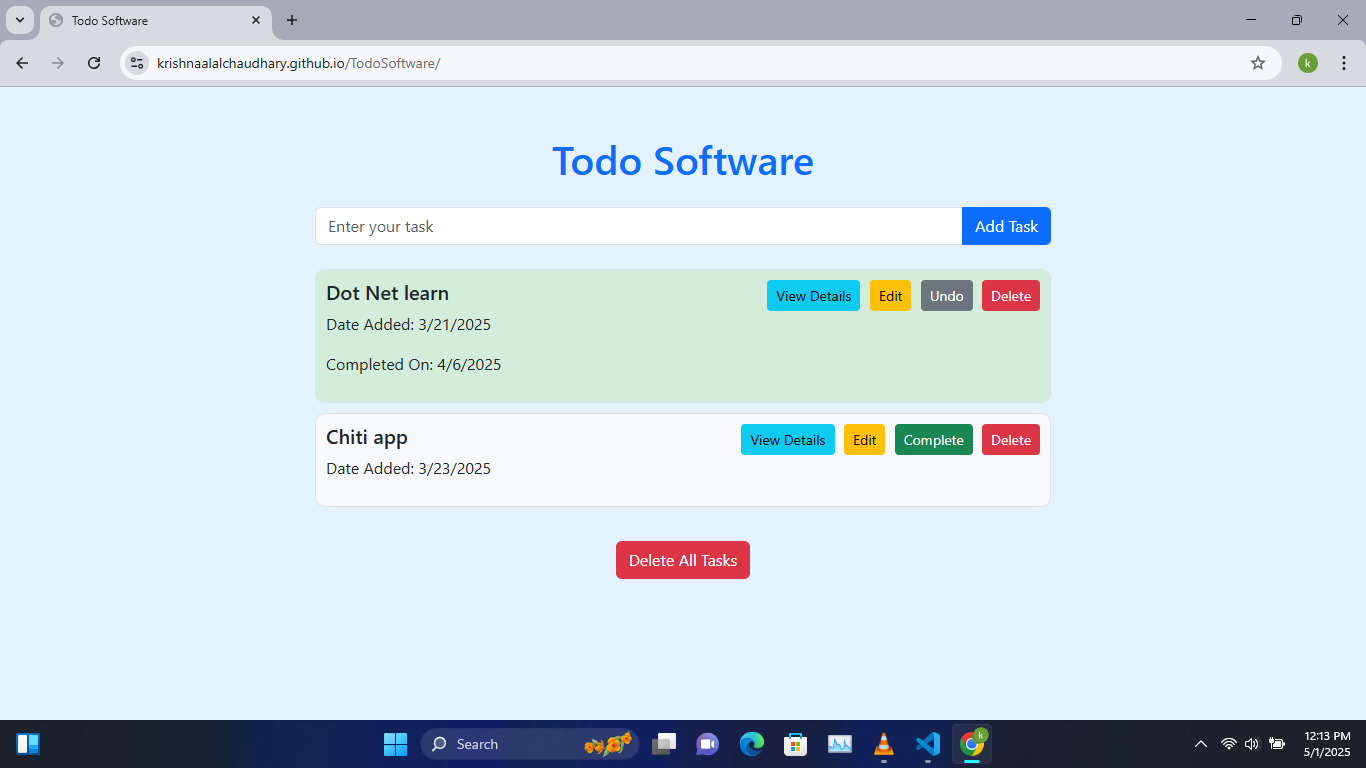 Todo Software
krishnaalalchaudhary.github.io/TodoSoftware/
k
Todo Software
Enter your task
Add Task
Dot Net learn
View Details Edit Undo Delete
Date Added: 3/21/2025
Completed On: 4/6/2025
Chiti app
View Details Edit Complete Delete
Date Added: 3/23/2025
Delete All Tasks
Search
k
12:13 PM
5/1/2025